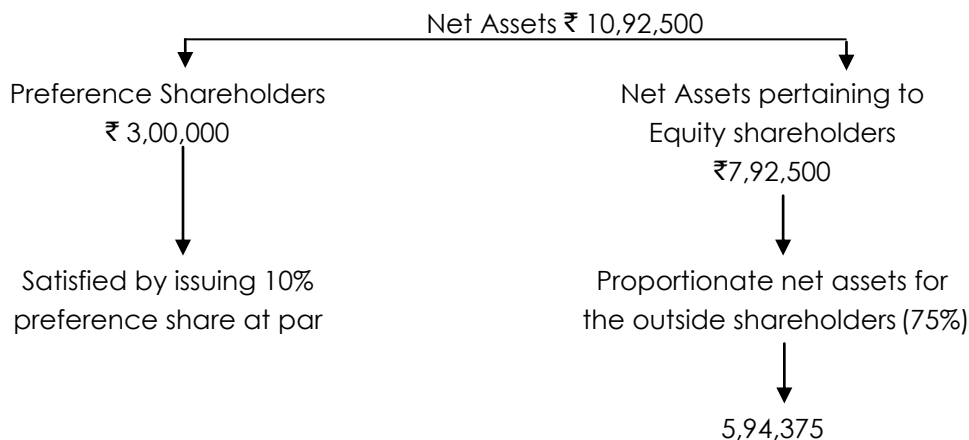 Net Assets ₹ 10,92,500
Preference Shareholders
₹ 3,00,000
Satisfied by issuing 10%
preference share at par
Net Assets pertaining to
Equity shareholders
₹7,92,500
Proportionate net assets for
the outside shareholders (75%)
5,94,375